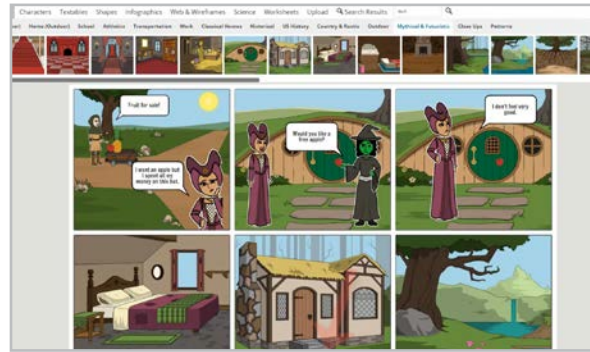 Characters Textables Shapes Infographics Web & Wireframes Science Worksheets Upload Search Results
Home (Outdoor) School Athletics Transportation Work Classical Homes Historical US History Country & Rustic Outdoor Mythical & Futuristic Close Ups Patterns
Fruit for sale!
I want an apple but
I spent all my
money on this hat.
Would you like a
free apple?
I don't feel very
good.